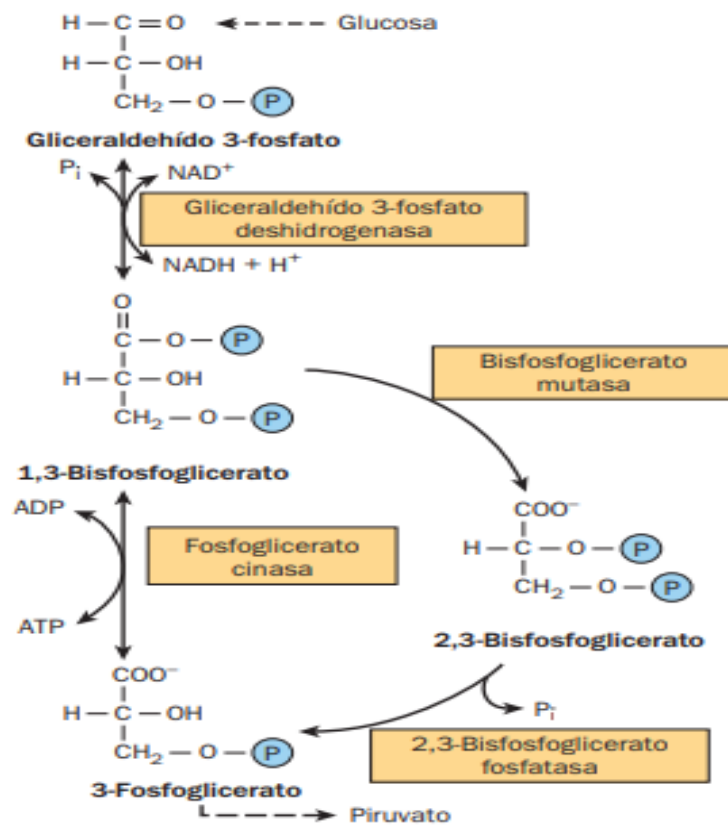 H — C = O Glucosa
H — C — OH
CH₂ — O — P
Gliceraldehído 3-fosfato
Pᵢ NAD⁺
Gliceraldehído 3-fosfato
deshidrogenasa
NADH + H⁺
O
C — O — P
H — C — OH
CH₂ — O — P
1,3-Bisfosfoglicerato
Bisfosfoglicerato
mutasa
COO⁻
H — C — O — P
CH₂ — O — P
2,3-Bisfosfoglicerato
ADP
Fosfoglicerato
cinasa
ATP
COO⁻
H — C — OH
CH₂ — O — P
3-Fosfoglicerato
Pᵢ
2,3-Bisfosfoglicerato
fosfatasa
Piruvato